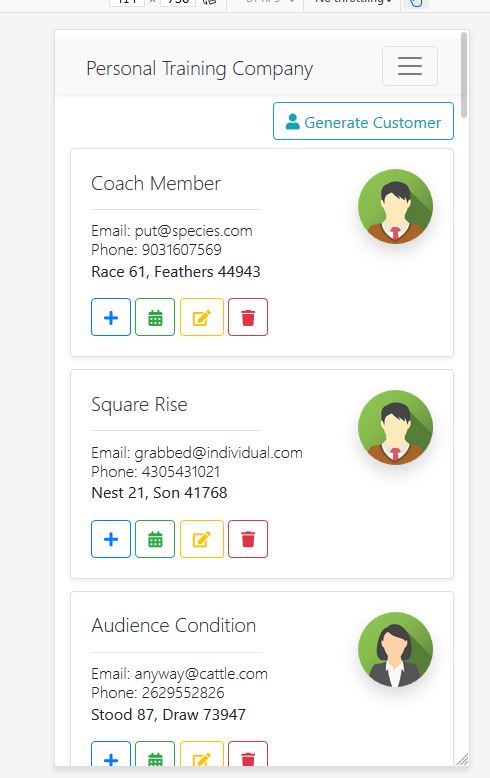 Personal Training Company
Generate Customer
Coach Member
Email: put@species.com
Phone: 9031607569
Race 61, Feathers 44943
Square Rise
Email: grabbed@individual.com
Phone: 4305431021
Nest 21, Son 41768
Audience Condition
Email: anyway@cattle.com
Phone: 2629552826
Stood 87, Draw 73947